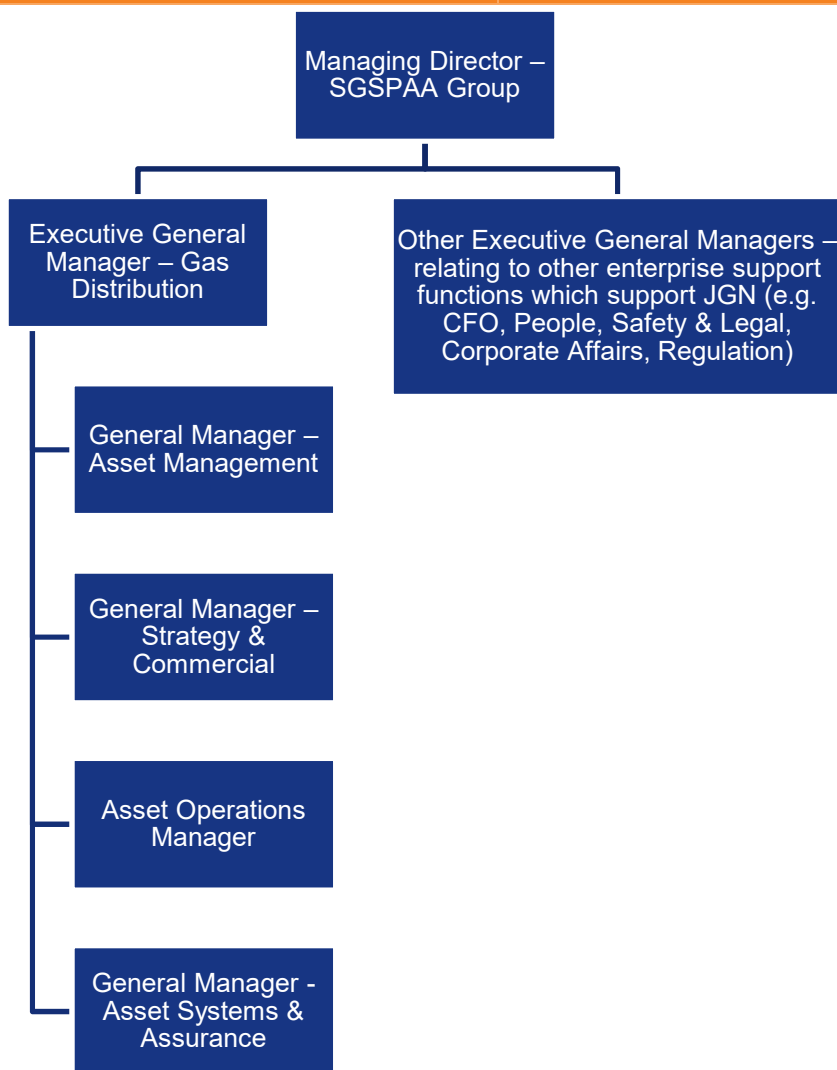 Managing Director –
SGSPAA Group
Executive General
Manager – Gas
Distribution
Other Executive General Managers –
relating to other enterprise support
functions which support JGN (e.g.
CFO, People, Safety & Legal,
Corporate Affairs, Regulation)
General Manager –
Asset Management
General Manager –
Strategy &
Commercial
Asset Operations
Manager
General Manager -
Asset Systems &
Assurance